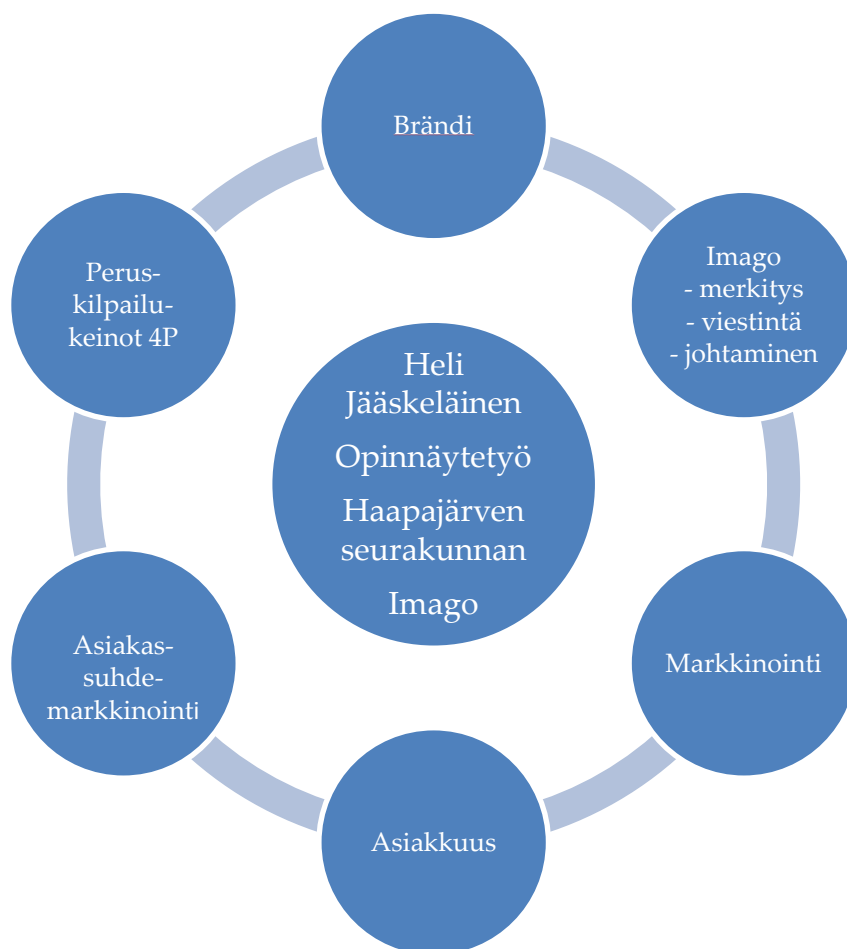 Brändi
Imago
- merkitys
- viestintä
- johtaminen
Markkinointi
Asiakkuus
Asiakas-
suhde-
markkinointi
Perus-
kilpailu-
keinot 4P
Heli
Jääskeläinen
Opinnäytetyö
Haapajärven
seurakunnan
Imago